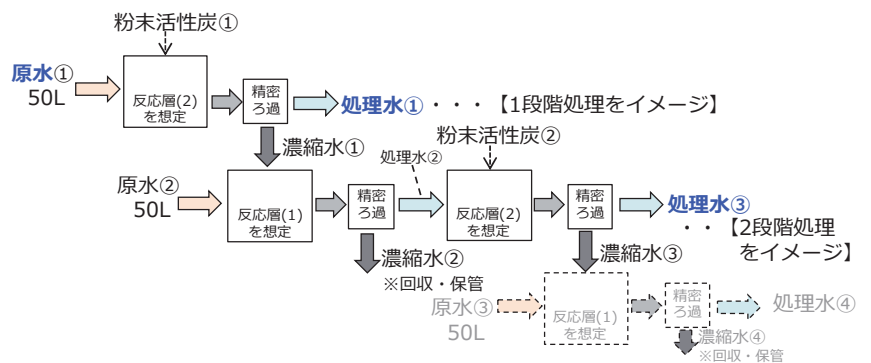 粉末活性炭①
原水①
50L
反応層(2)
を想定
精密
ろ過
処理水①・・・【1段階処理をイメージ】
濃縮水①
処理水②
粉末活性炭②
原水②
50L
反応層(1)
を想定
精密
ろ過
反応層(2)
を想定
精密
ろ過
処理水③
・・【2段階処理
をイメージ】
濃縮水②
※回収・保管
濃縮水③
原水③
50L
反応層(1)
を想定
精密
ろ過
処理水④
濃縮水④
※回収・保管